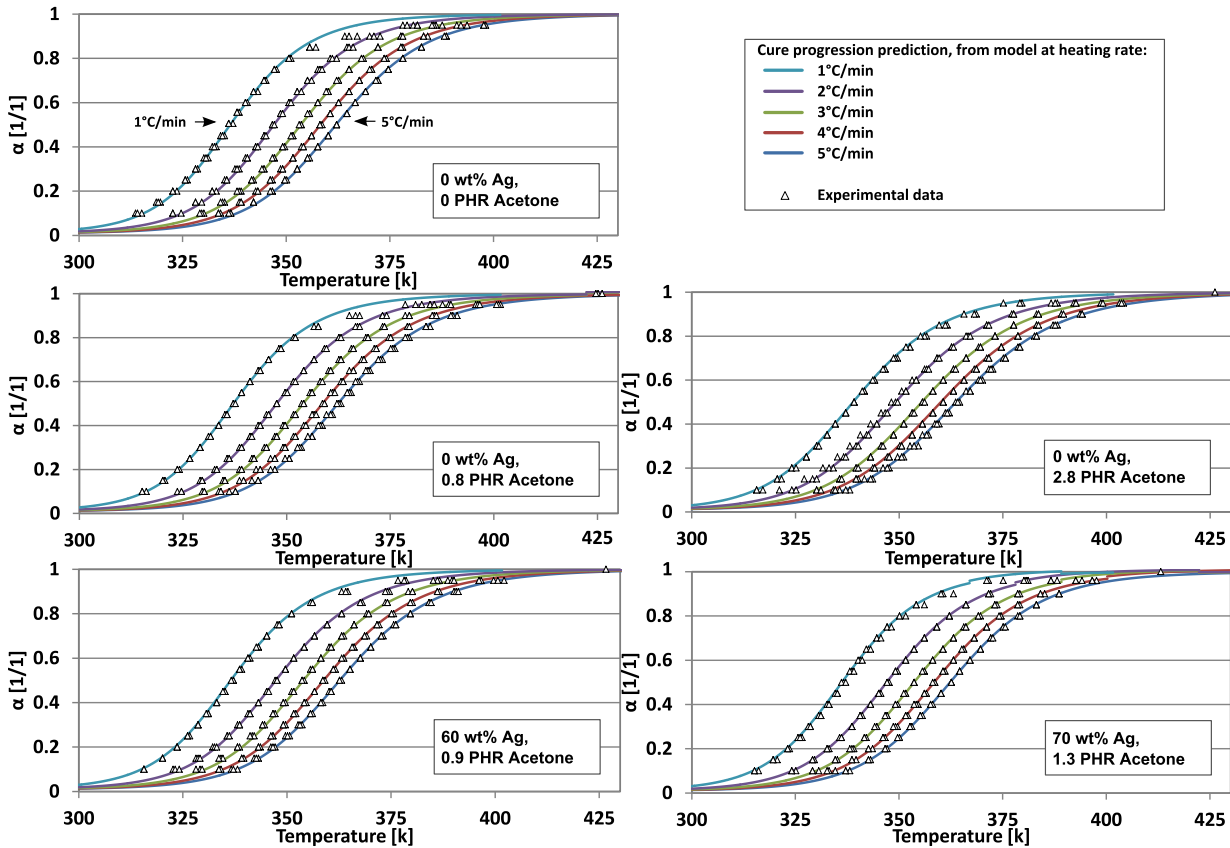 α [1/1]
1
0.8
0.6
0.4
0.2
0
1°C/min
5°C/min
0 wt% Ag,
0 PHR Acetone
300 325 350 375 400 425
Temperature [k]
Cure progression prediction, from model at heating rate:
1°C/min
2°C/min
3°C/min
4°C/min
5°C/min
Experimental data
α [1/1]
1
0.8
0.6
0.4
0.2
0
0 wt% Ag,
0.8 PHR Acetone
300 325 350 375 400 425
Temperature [k]
α [1/1]
1
0.8
0.6
0.4
0.2
0
0 wt% Ag,
2.8 PHR Acetone
300 325 350 375 400 425
Temperature [k]
α [1/1]
1
0.8
0.6
0.4
0.2
0
60 wt% Ag,
0.9 PHR Acetone
300 325 350 375 400 425
Temperature [k]
α [1/1]
1
0.8
0.6
0.4
0.2
0
70 wt% Ag,
1.3 PHR Acetone
300 325 350 375 400 425
Temperature [k]